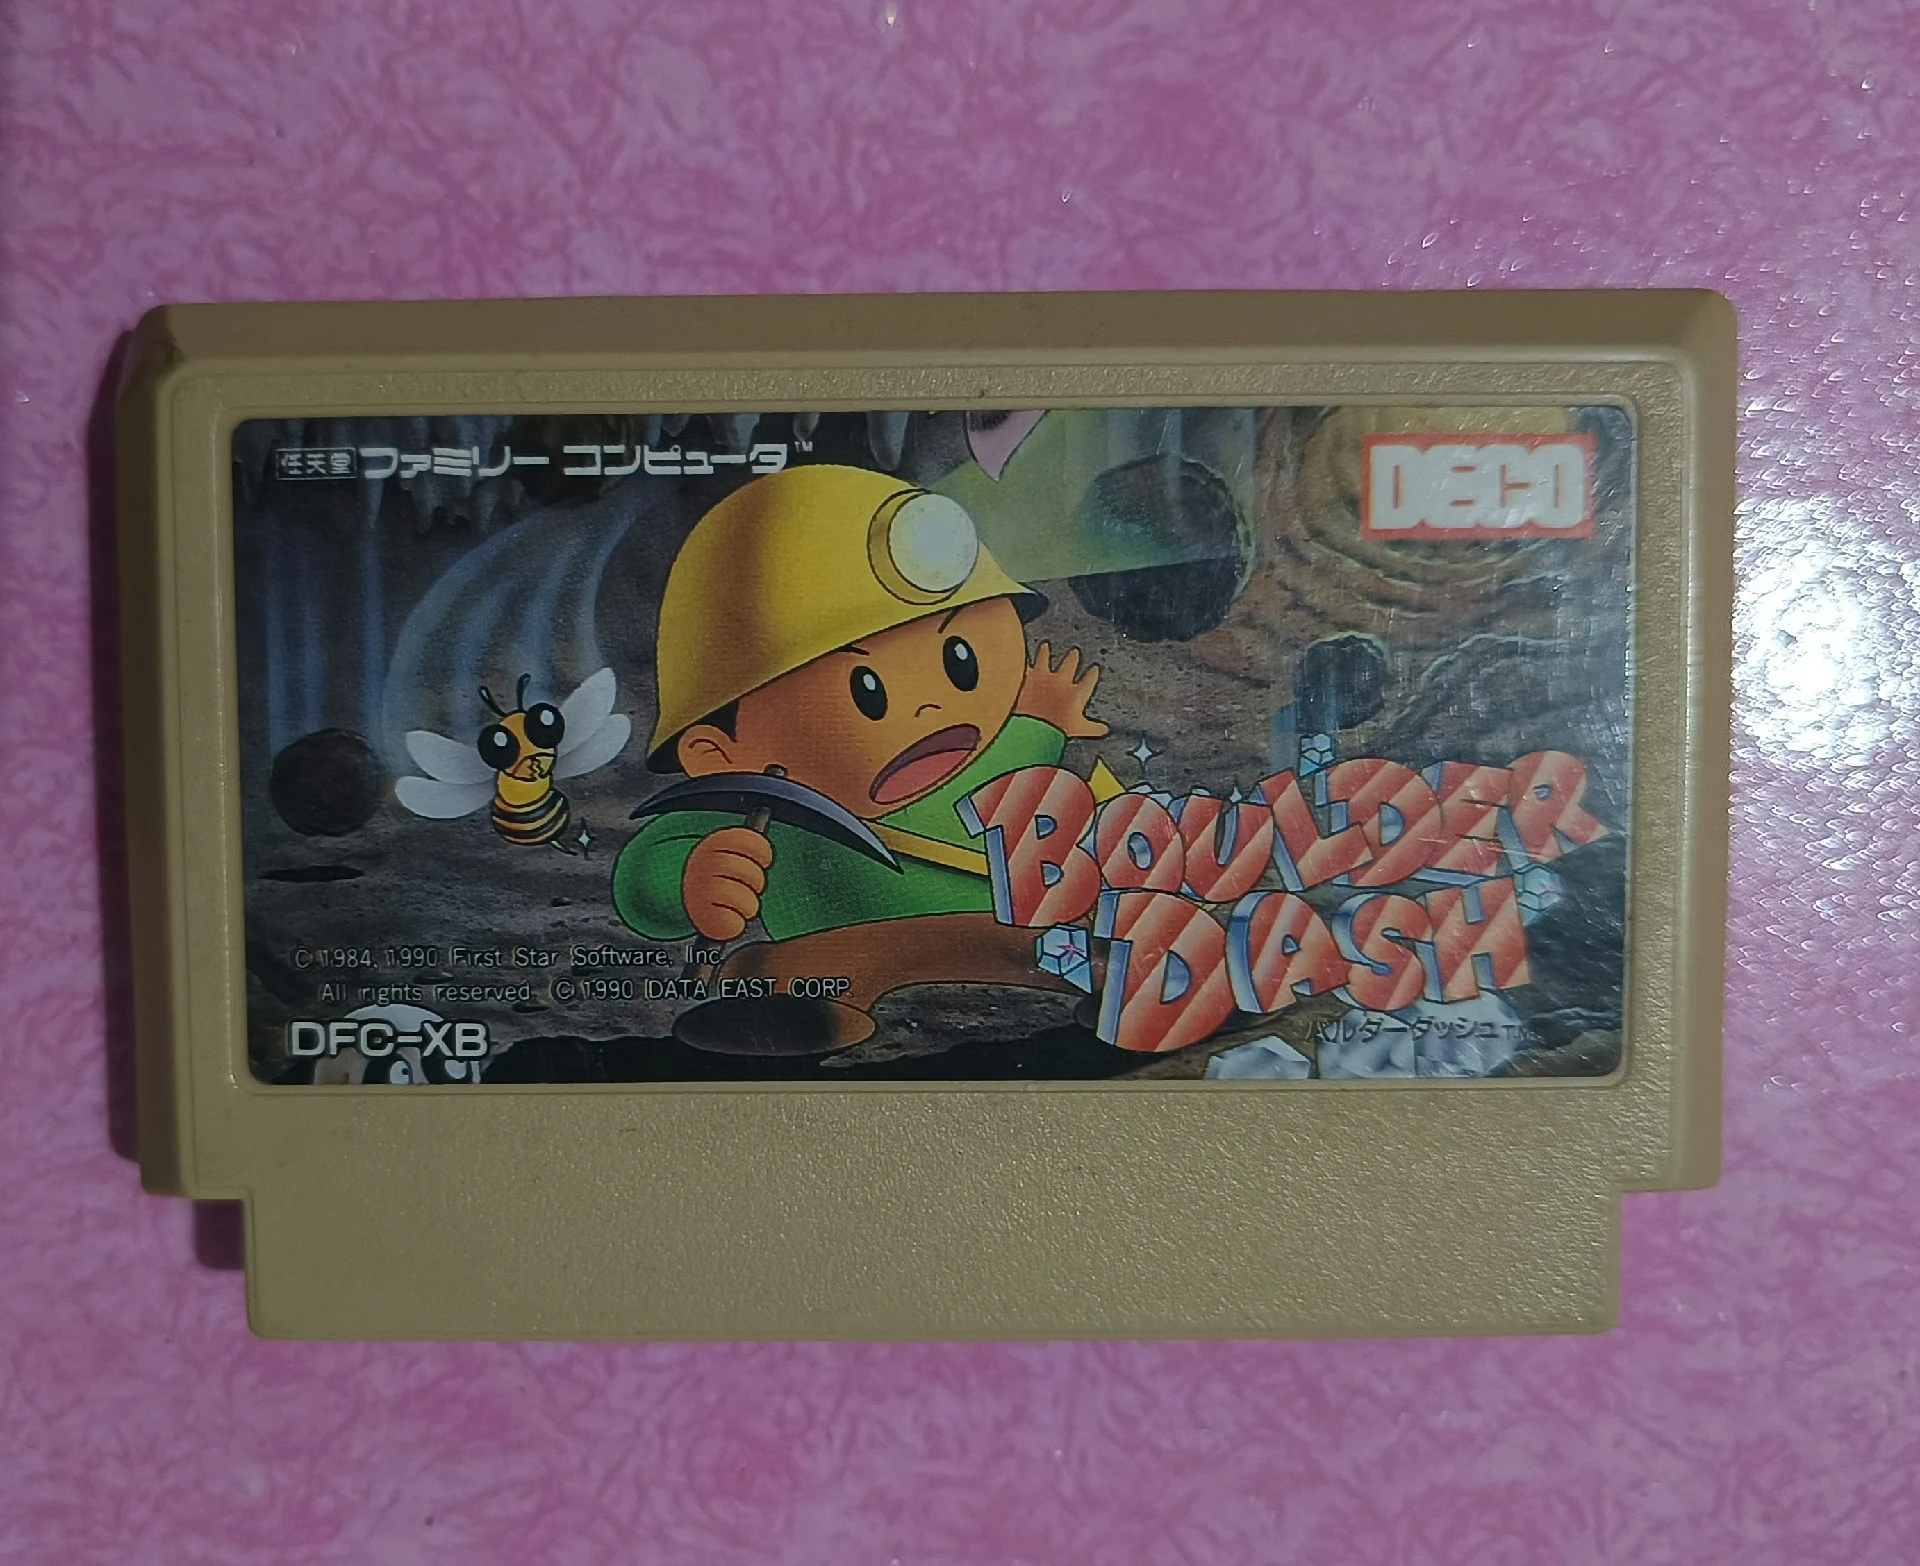 任天堂 ファミリー コンピュータ™
DECO
BOULDER
DASH
バルダーダッシュ™
© 1984, 1990 First Star Software, Inc.
All rights reserved. © 1990 DATA EAST CORP.
DFC-XB